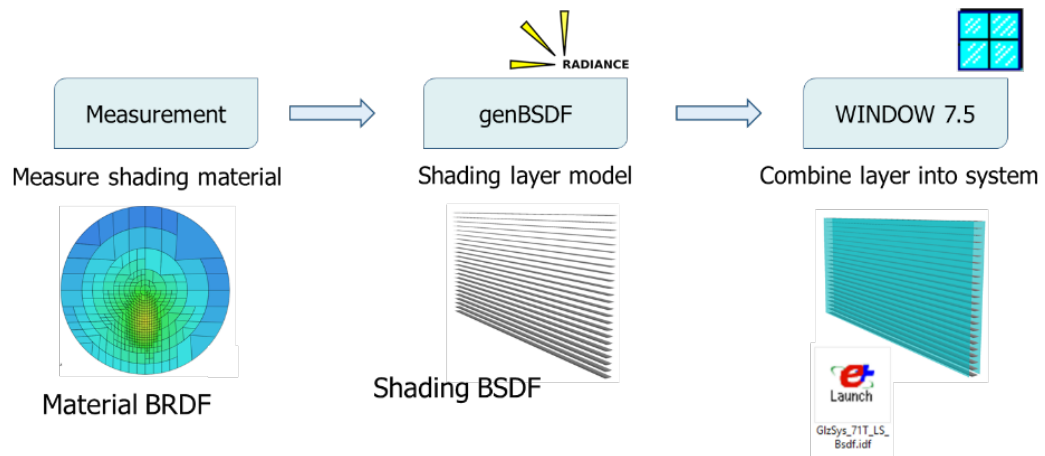 RADIANCE
Measurement
genBSDF
WINDOW 7.5
Measure shading material
Shading layer model
Combine layer into system
Material BRDF
Shading BSDF
e+
Launch
GlzSys_71T_LS_
Bsdf.idf